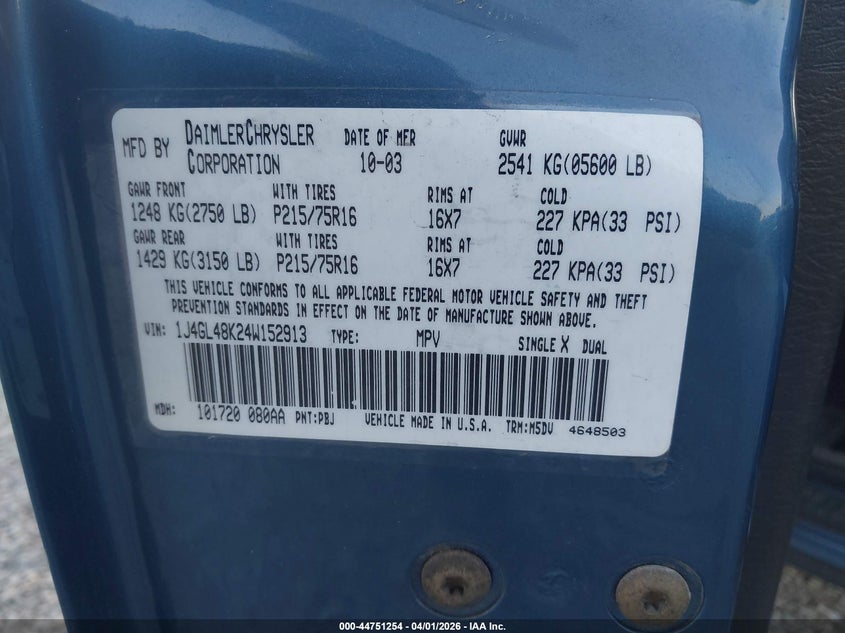 MFD BY DAIMLERCHRYSLER CORPORATION DATE OF MFR 10-03 GVWR 2541 KG(05600 LB)
GAWR FRONT WITH TIRES RIMS AT COLD
1248 KG(2750 LB) P215/75R16 16X7 227 KPA(33 PSI)
GAWR REAR WITH TIRES RIMS AT COLD
1429 KG(3150 LB) P215/75R16 16X7 227 KPA(33 PSI)
THIS VEHICLE CONFORMS TO ALL APPLICABLE FEDERAL MOTOR VEHICLE SAFETY AND THEFT
PREVENTION STANDARDS IN EFFECT ON THE DATE OF MANUFACTURE SHOWN ABOVE.
VIN: 1J4GL48K24W152913 TYPE: MPV SINGLE X DUAL
MDH: 101720 080AA PNT:PBJ VEHICLE MADE IN U.S.A. TRM:M5DV 4648503
000-44751254 - 04/01/2026 - IAA Inc.